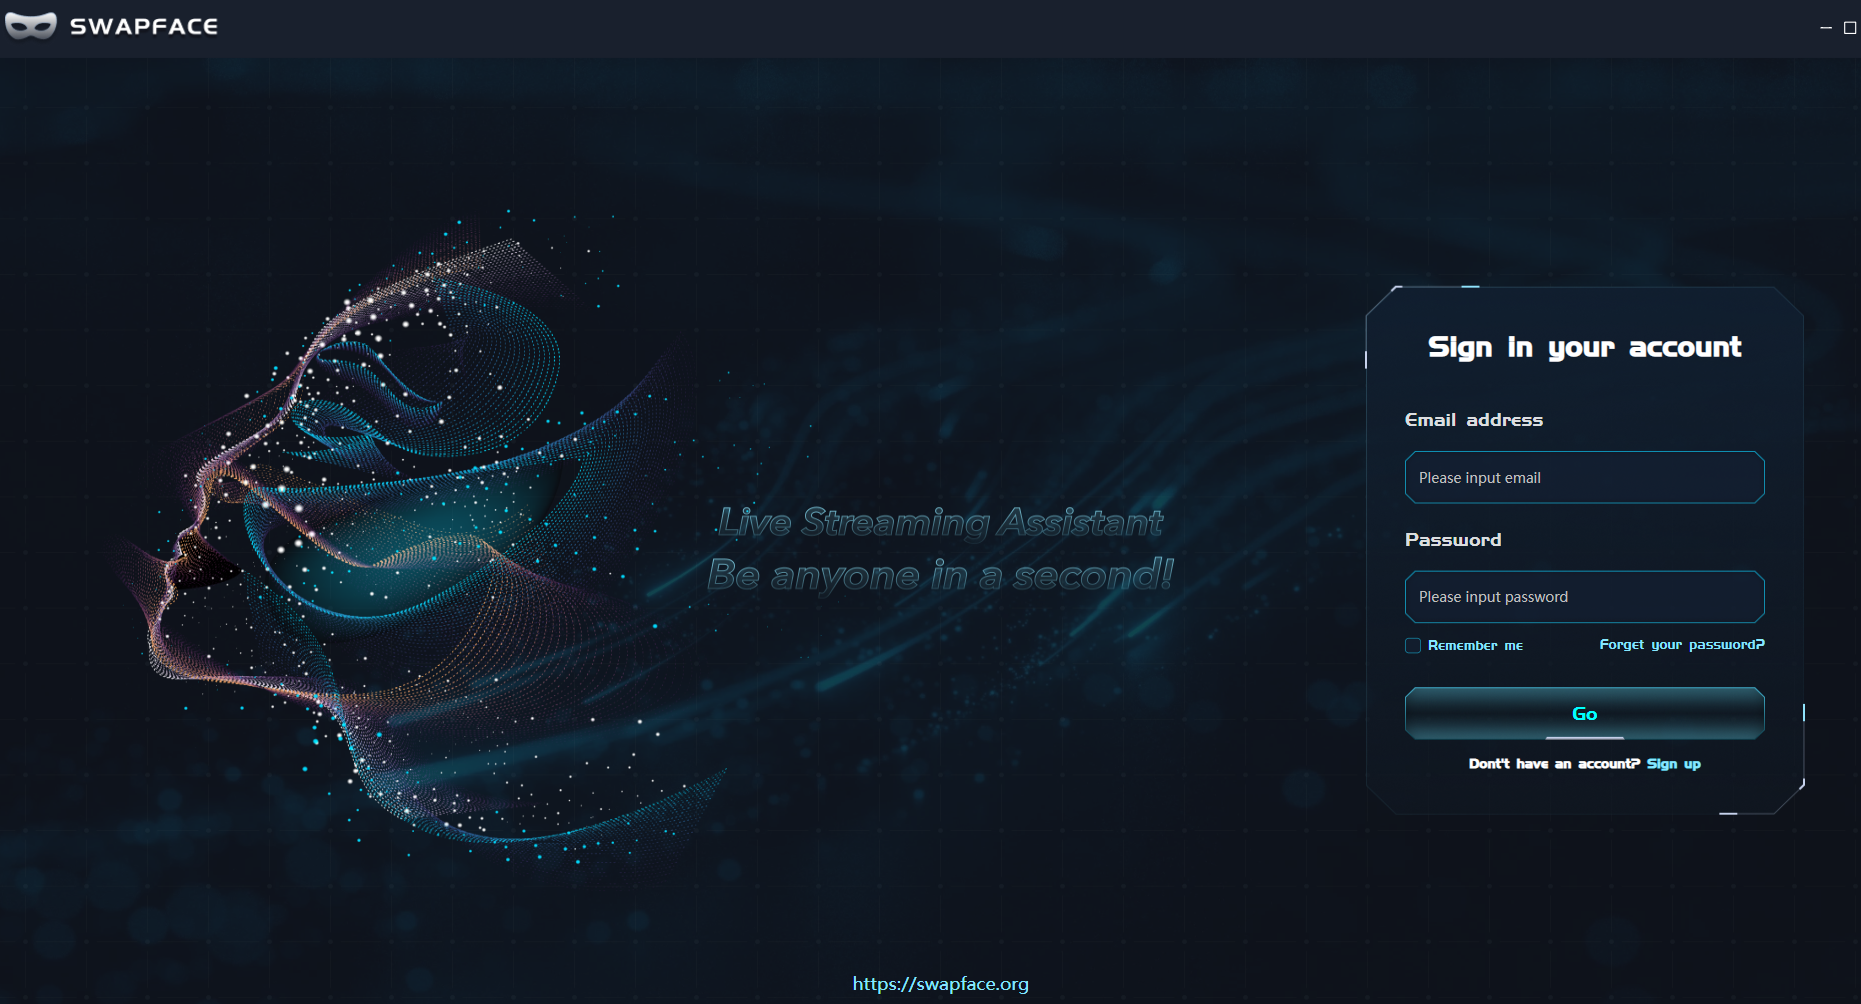 SWAPFACE
Live Streaming Assistant
Be anyone in a second!
Sign in your account
Email address
Please input email
Password
Please input password
Remember me
Forget your password?
Go
Dont't have an account? Sign up
https://swapface.org